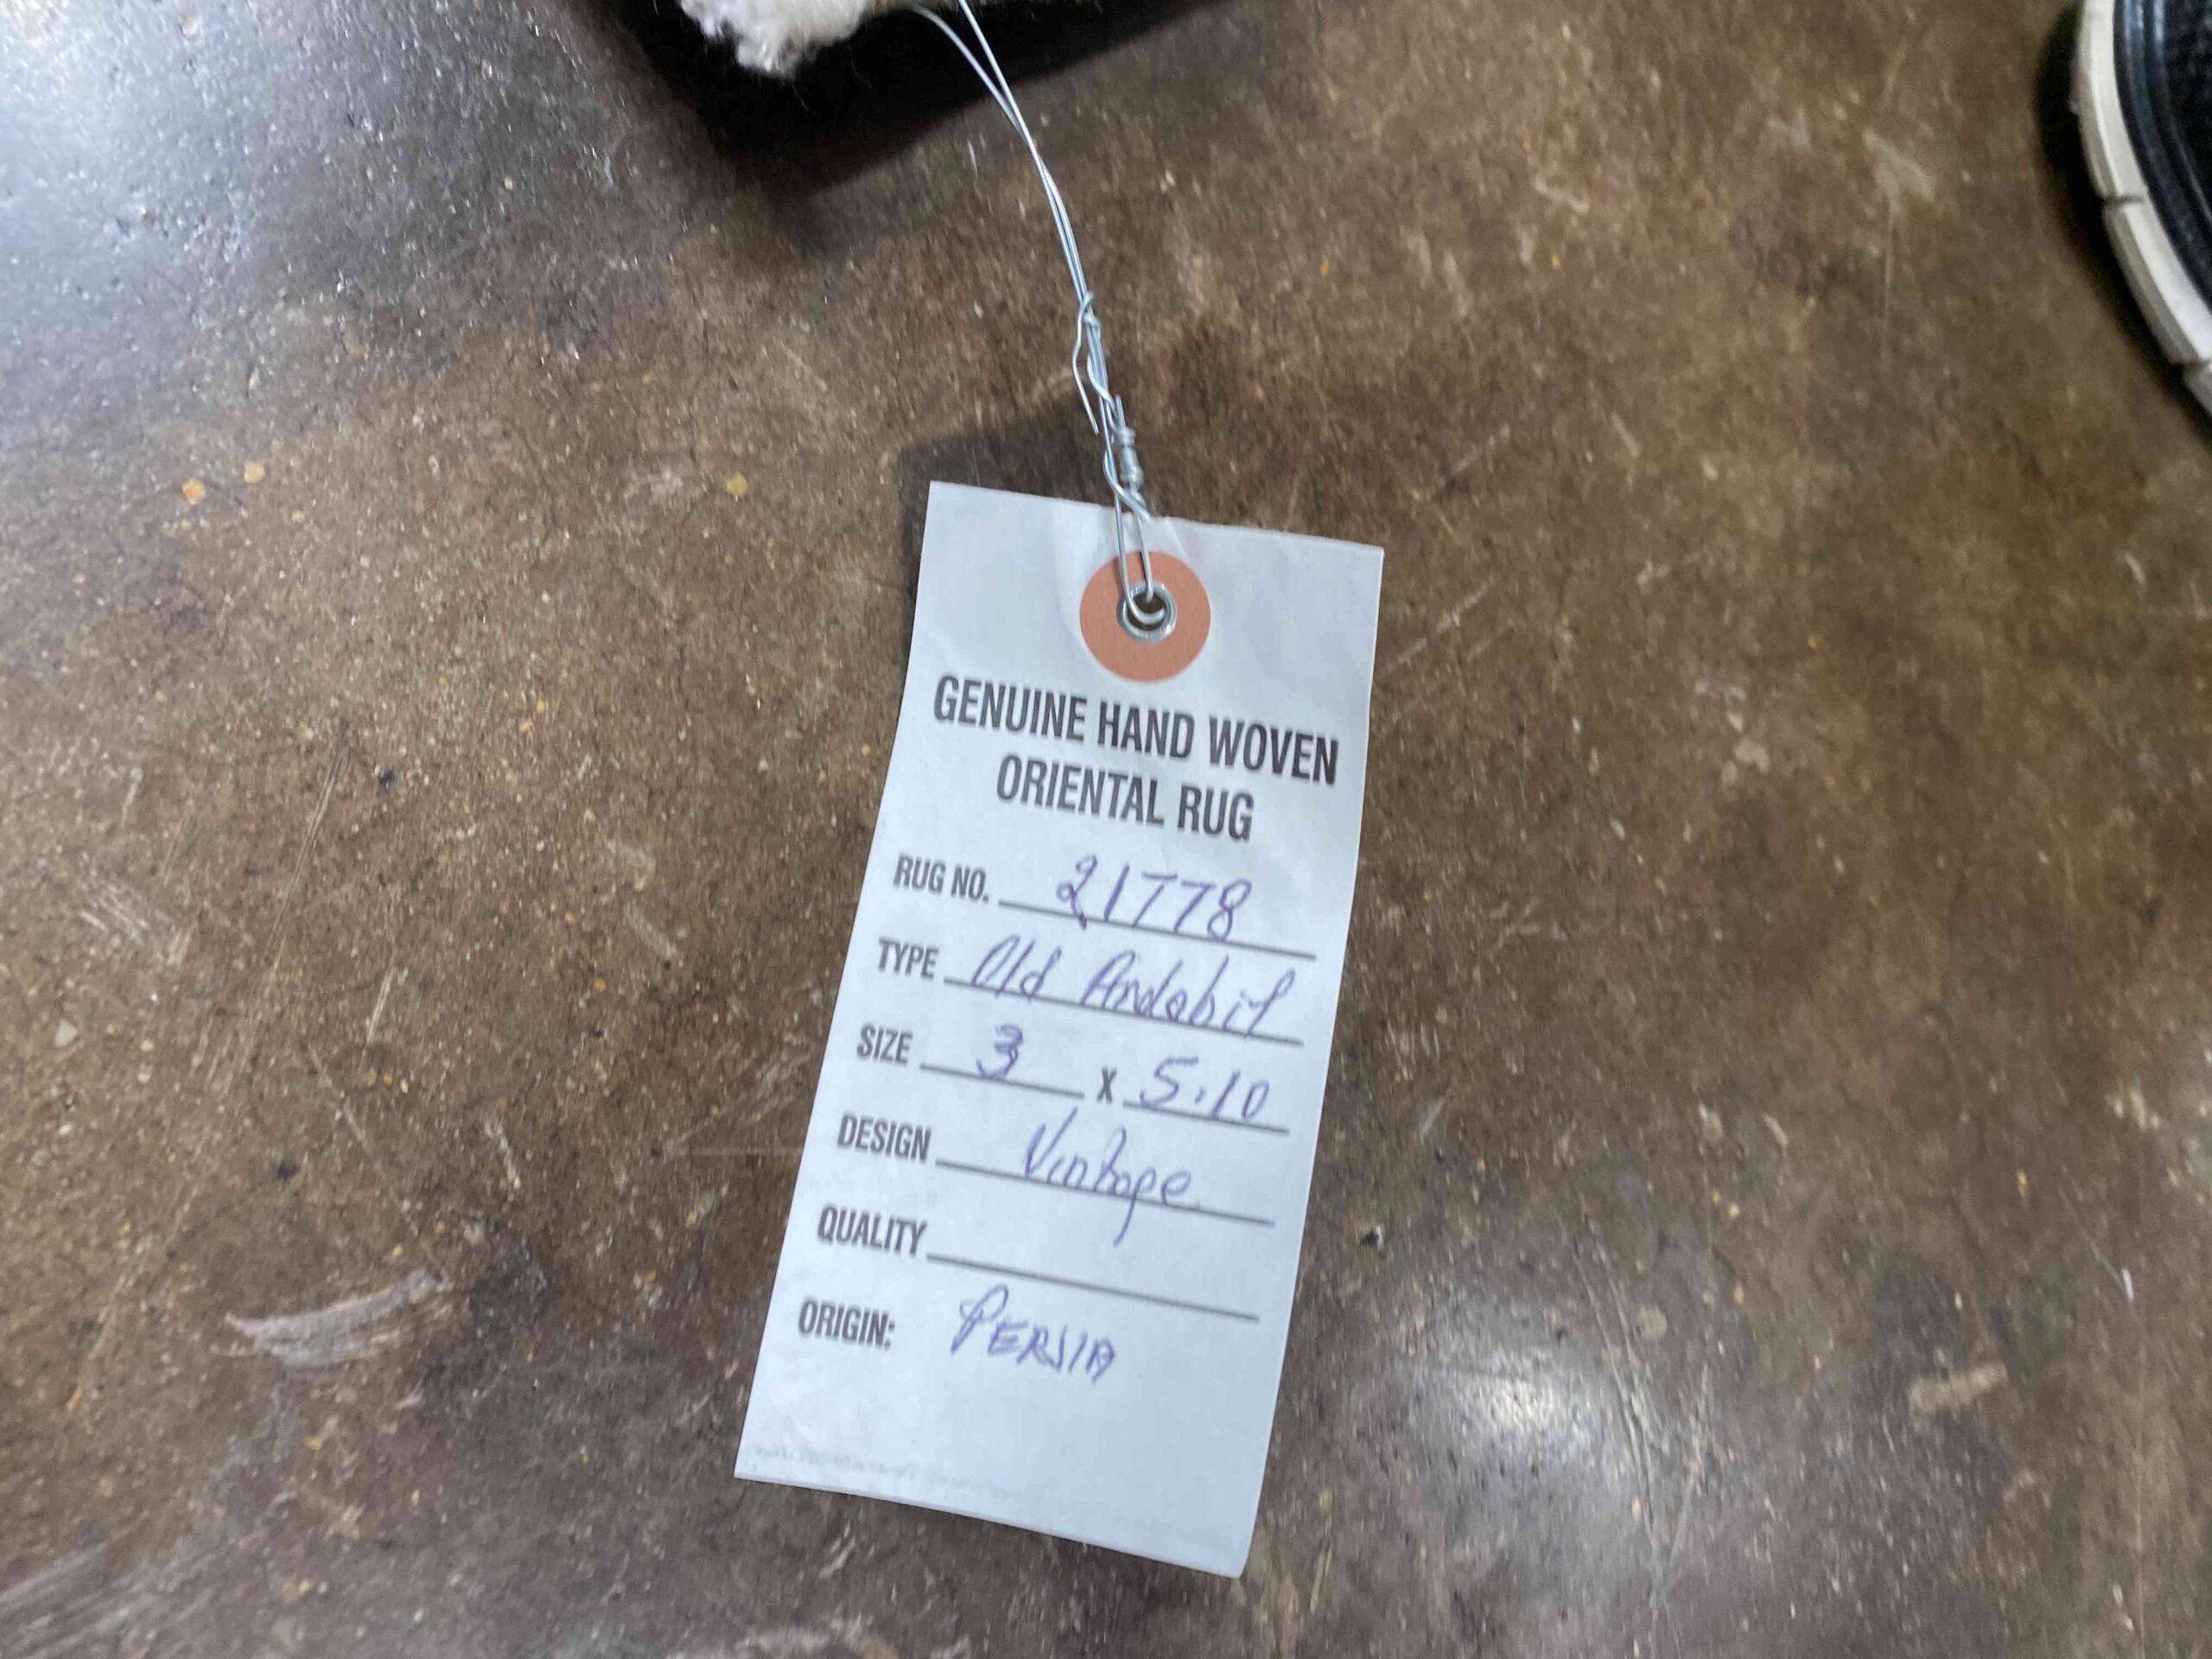 GENUINE HAND WOVEN
ORIENTAL RUG
RUG NO. 21778
TYPE Old Ardabil
SIZE 3 X 5.10
DESIGN Vintage
QUALITY
ORIGIN: PERSIA